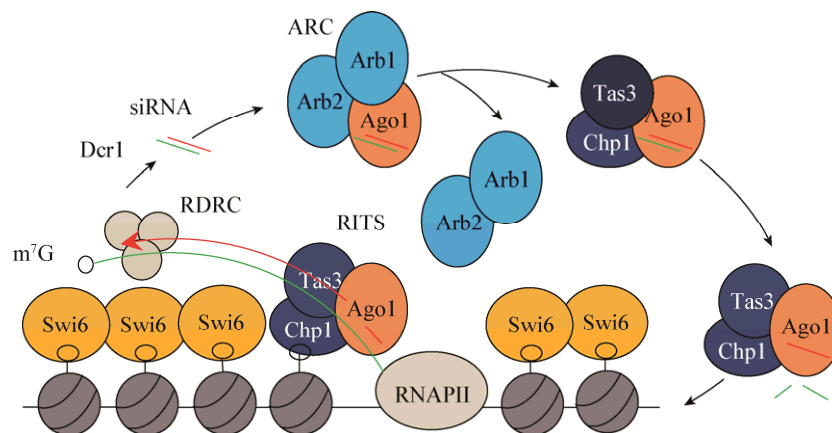 ARC
Arb1
Arb2
Ago1
siRNA
Dcr1
Tas3
Ago1
Chp1
Arb1
Arb2
RDRC
RITS
m⁷G
Tas3
Ago1
Chp1
Swi6
Swi6
Swi6
Swi6
Swi6
Tas3
Ago1
Chp1
RNAPII